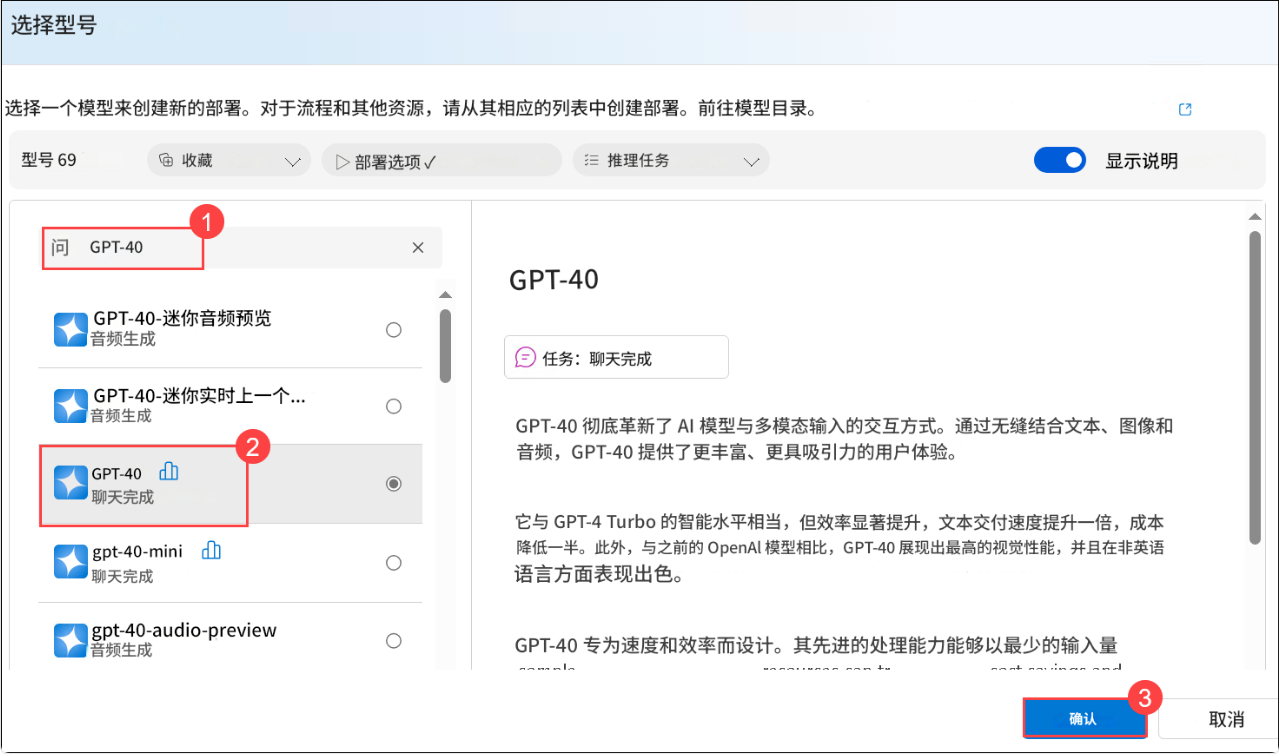 选择型号
选择一个模型来创建新的部署。对于流程和其他资源，请从其相应的列表中创建部署。前往模型目录。
型号 69
收藏
部署选项✓
推理任务
显示说明
1
问 GPT-40
GPT-40-迷你音频预览
音频生成
GPT-40-迷你实时上一个...
音频生成
2
GPT-40
聊天完成
gpt-40-mini
聊天完成
gpt-40-audio-preview
音频生成
GPT-40
任务：聊天完成
GPT-40 彻底革新了 AI 模型与多模态输入的交互方式。通过无缝结合文本、图像和
音频，GPT-40 提供了更丰富、更具吸引力的用户体验。
它与 GPT-4 Turbo 的智能水平相当，但效率显著提升，文本交付速度提升一倍，成本
降低一半。此外，与之前的 OpenAl 模型相比，GPT-40 展现出最高的视觉性能，并且在非英语
语言方面表现出色。
GPT-40 专为速度和效率而设计。其先进的处理能力能够以最少的输入量
3
确认
取消